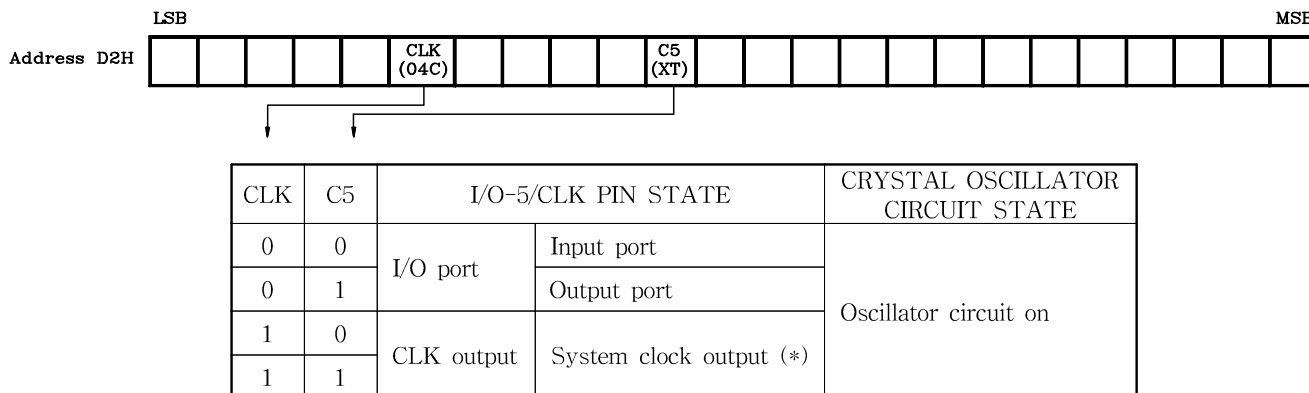 LSB MSB
Address D2H CLK (04C) C5 (XT)
CLK C5 I/O-5/CLK PIN STATE CRYSTAL OSCILLATOR CIRCUIT STATE
0 0 I/O port Input port Oscillator circuit on
0 1 Output port
1 0 CLK output System clock output (*)
1 1